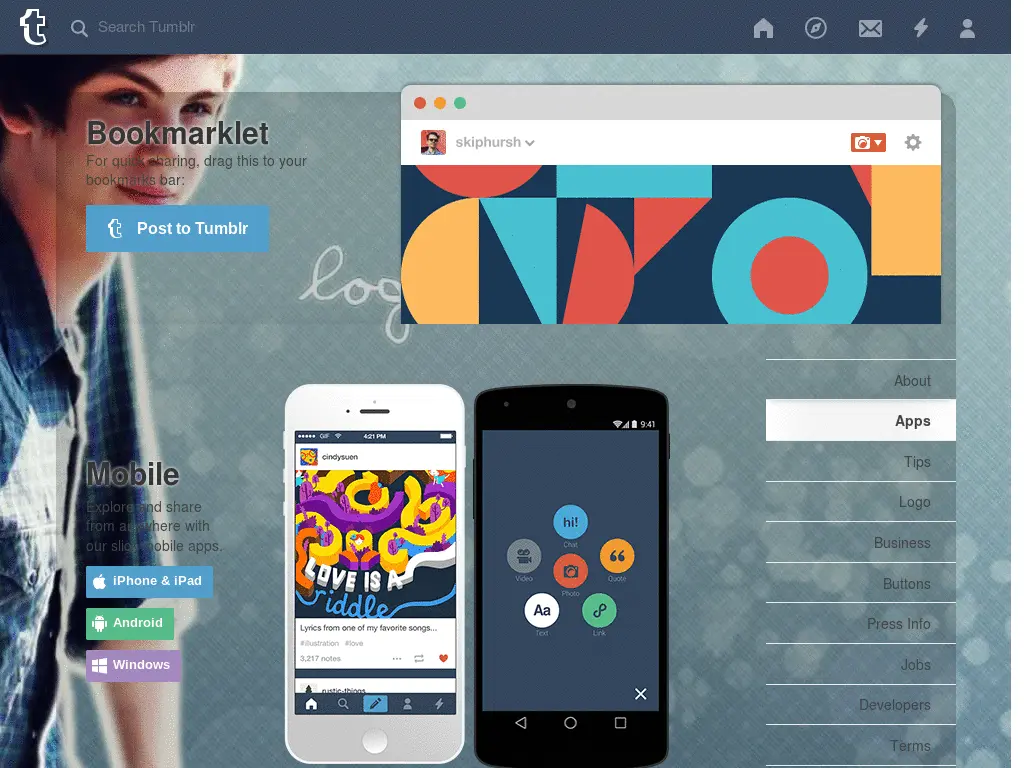 Search Tumblr
Bookmarklet
For quick sharing, drag this to your
bookmarks bar:
Post to Tumblr
skiphursh
log
About
Apps
Tips
Logo
Business
Buttons
Press Info
Jobs
Developers
Terms
Mobile
Explore and share
from anywhere with
our slick mobile apps.
iPhone & iPad
Android
Windows
GIF
4:21 PM
cindysuen
LOVE IS A
riddle
Lyrics from one of my favorite songs...
#illustration #love
3,217 notes
rustic-things
9:41
hi!
Chat
Video
Quote
Photo
Aa
Text
Link